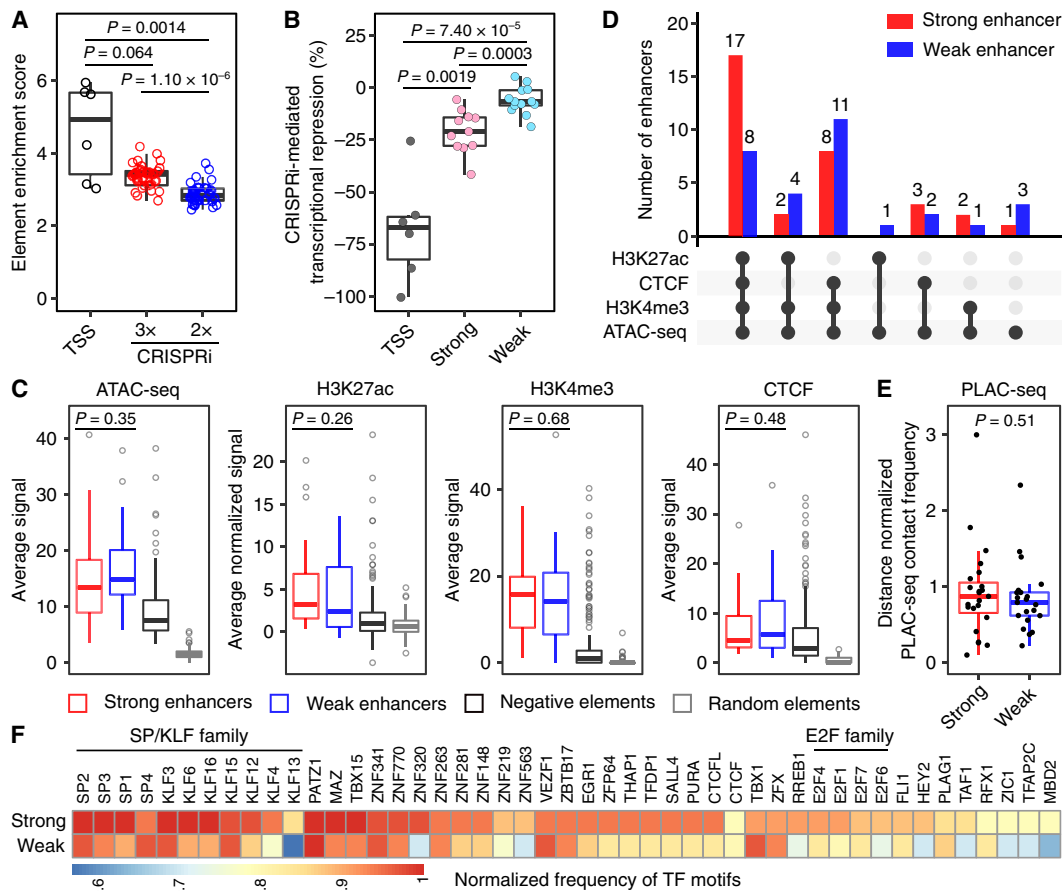 A
P = 0.0014
P = 0.064
P = 1.10 × 10⁻⁶
Element enrichment score
6
4
2
0
TSS
3×
2×
CRISPRi
B
P = 7.40 × 10⁻⁵
P = 0.0003
P = 0.0019
CRISPRi-mediated
transcriptional repression (%)
25
0
−25
−50
−75
−100
TSS
Strong
Weak
D
Strong enhancer
Weak enhancer
Number of enhancers
20
15
10
5
0
17
8
2
4
8
11
1
3
2
2
1
1
3
H3K27ac
CTCF
H3K4me3
ATAC-seq
C
ATAC-seq
P = 0.35
Average signal
40
30
20
10
0
H3K27ac
P = 0.26
Average normalized signal
20
15
10
5
0
H3K4me3
P = 0.68
Average signal
40
20
0
CTCF
P = 0.48
Average signal
48
36
24
12
0
Strong enhancers
Weak enhancers
Negative elements
Random elements
E
PLAC-seq
P = 0.51
Distance normalized
PLAC-seq contact frequency
3
2
1
0
Strong
Weak
F
SP/KLF family
E2F family
SP2
SP3
SP1
SP4
KLF3
KLF6
KLF16
KLF15
KLF12
KLF4
KLF13
PATZ1
MAZ
TBX15
ZNF341
ZNF770
ZNF320
ZNF263
ZNF281
ZNF148
ZNF219
ZNF563
VEZF1
ZBTB17
EGR1
ZFP64
THAP1
TFDP1
SALL4
PURA
CTCFL
CTCF
TBX1
ZFX
RREB1
E2F4
E2F1
E2F7
E2F6
FLI1
HEY2
PLAG1
TAF1
RFX1
ZIC1
TFAP2C
MBD2
Strong
Weak
.6
.7
.8
.9
1
Normalized frequency of TF motifs